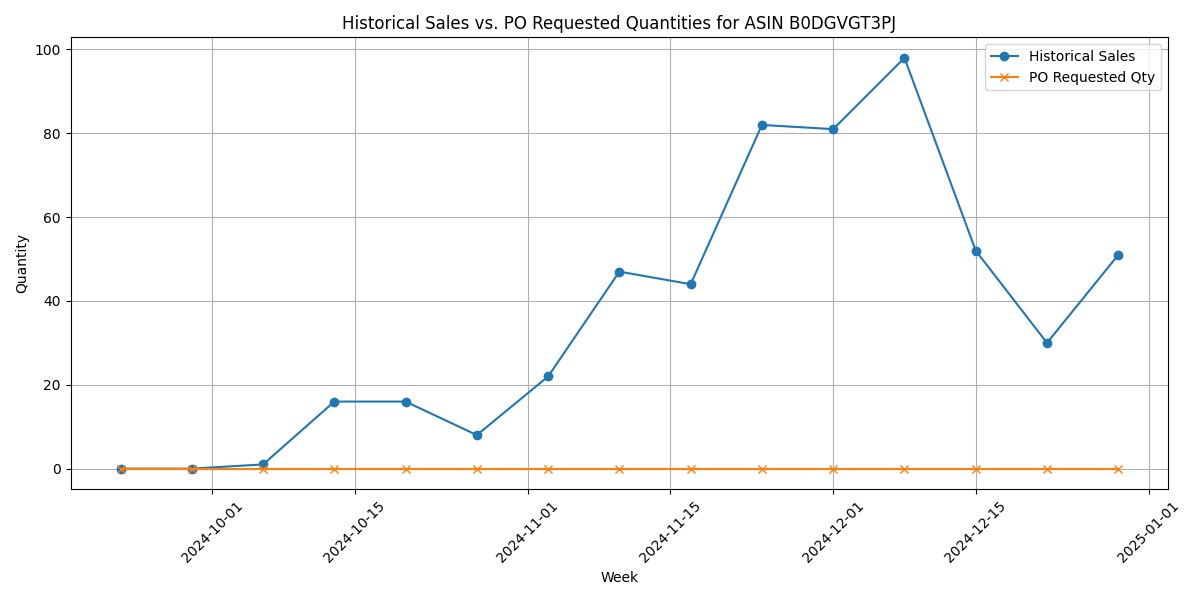 Historical Sales vs. PO Requested Quantities for ASIN B0DGVGT3PJ
Historical Sales
PO Requested Qty
Quantity
100
80
60
40
20
0
2024-10-01
2024-10-15
2024-11-01
2024-11-15
2024-12-01
2024-12-15
2025-01-01
Week